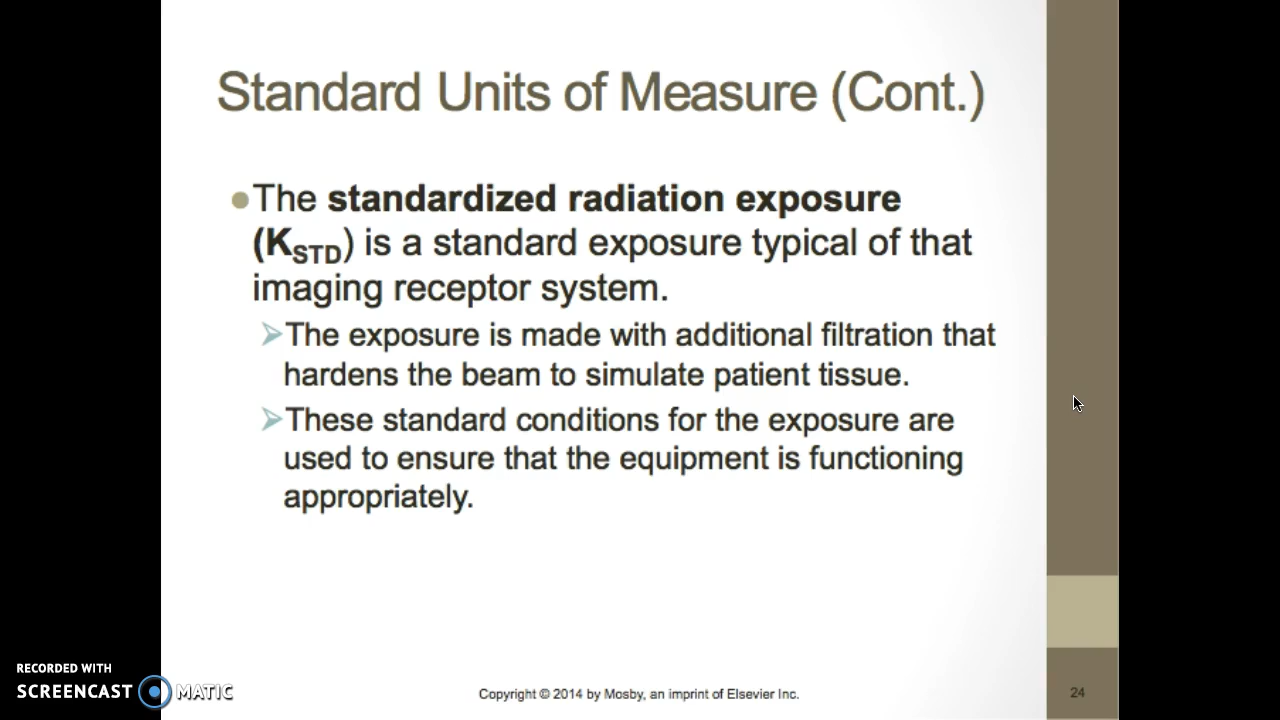 Standard Units of Measure (Cont.)
The standardized radiation exposure
(KSTD) is a standard exposure typical of that
imaging receptor system.
The exposure is made with additional filtration that
hardens the beam to simulate patient tissue.
These standard conditions for the exposure are
used to ensure that the equipment is functioning
appropriately.
RECORDED WITH
SCREENCAST MATIC
Copyright © 2014 by Mosby, an imprint of Elsevier Inc.
24